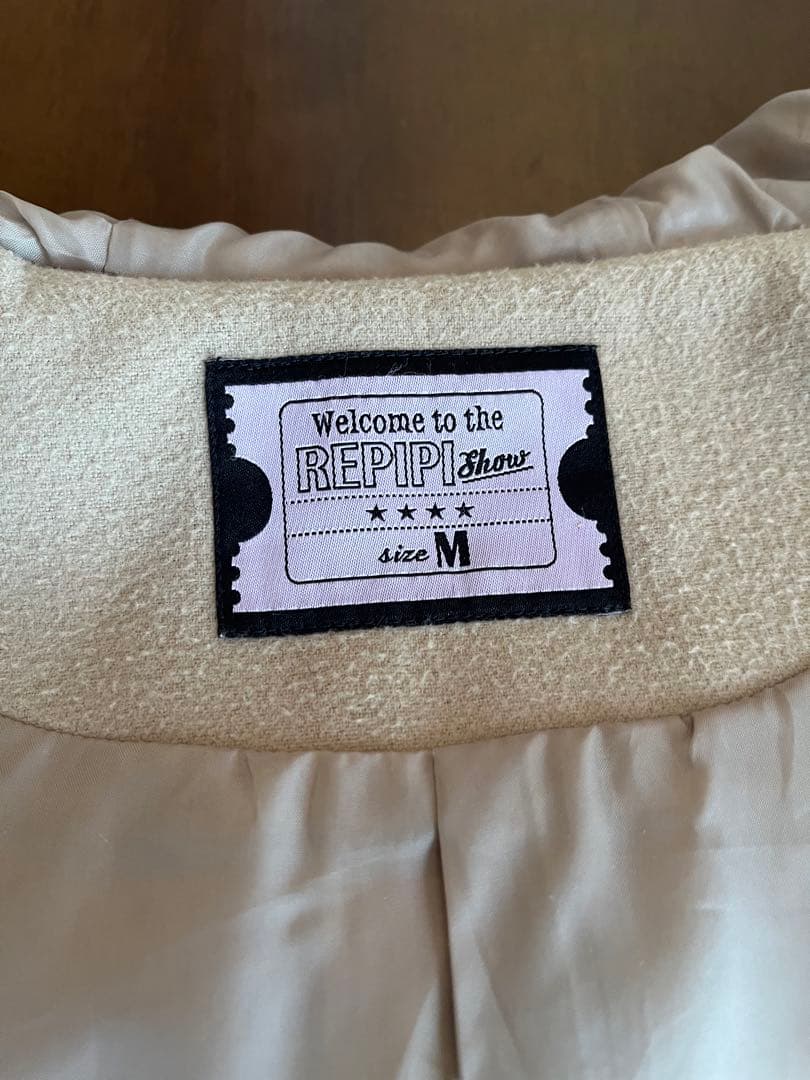 Welcome to the
REPIPI Show
★★★★
size M